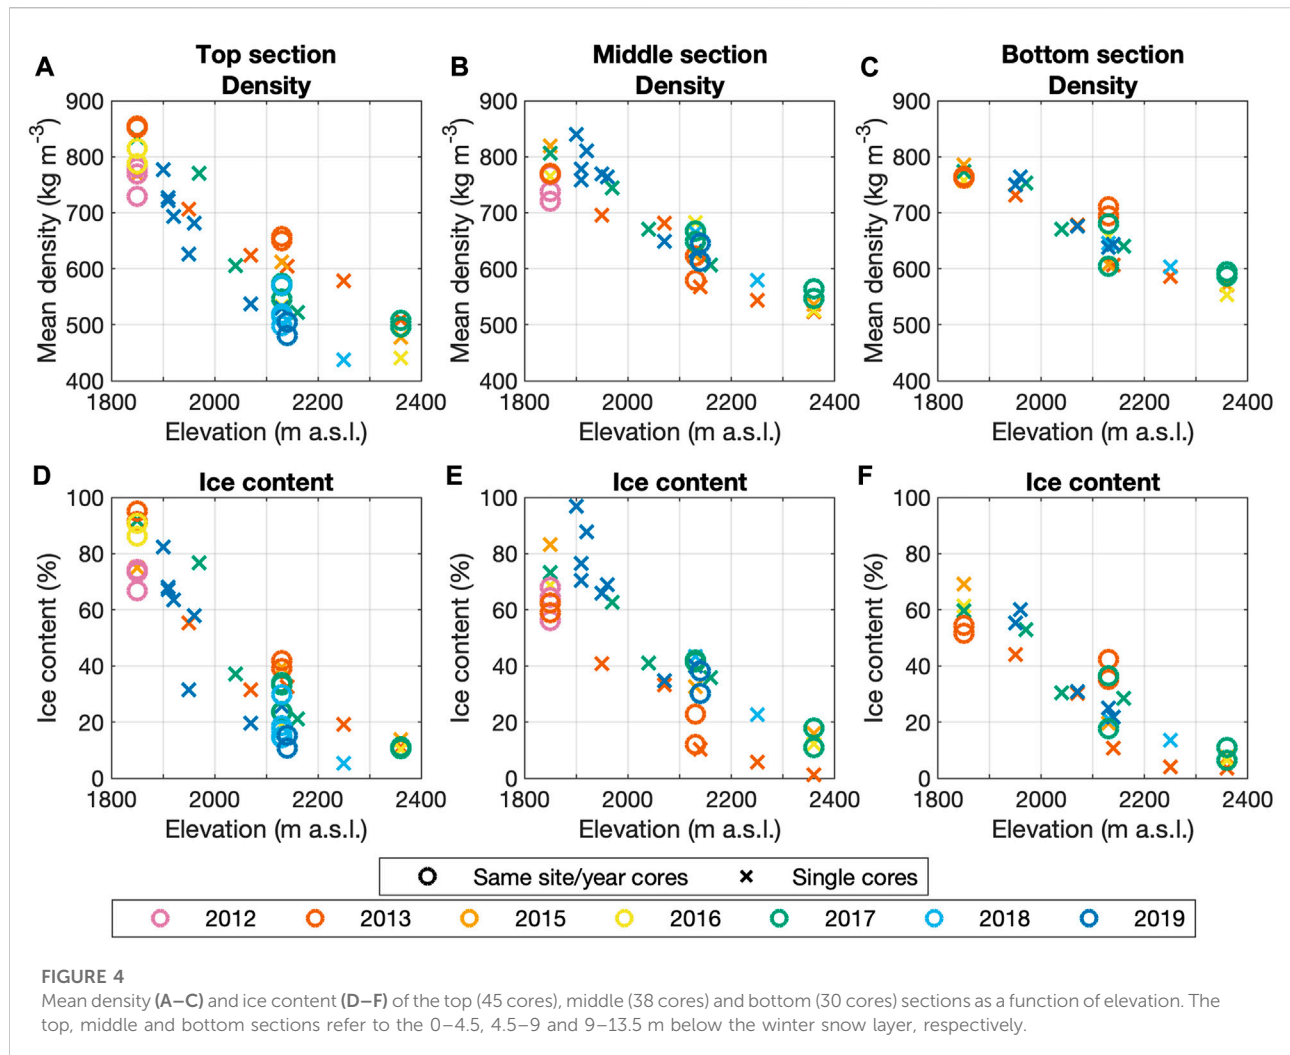 A
Top section
Density
B
Middle section
Density
C
Bottom section
Density
Mean density (kg m-3)
900
800
700
600
500
400
1800
2000
2200
2400
Elevation (m a.s.l.)
Mean density (kg m-3)
900
800
700
600
500
400
1800
2000
2200
2400
Elevation (m a.s.l.)
Mean density (kg m-3)
900
800
700
600
500
400
1800
2000
2200
2400
Elevation (m a.s.l.)
D
Ice content
Ice content (%)
100
80
60
40
20
0
1800
2000
2200
2400
Elevation (m a.s.l.)
E
Ice content
Ice content (%)
100
80
60
40
20
0
1800
2000
2200
2400
Elevation (m a.s.l.)
F
Ice content
Ice content (%)
100
80
60
40
20
0
1800
2000
2200
2400
Elevation (m a.s.l.)
Same site/year cores
Single cores
2012
2013
2015
2016
2017
2018
2019
FIGURE 4
Mean density (A–C) and ice content (D–F) of the top (45 cores), middle (38 cores) and bottom (30 cores) sections as a function of elevation. The
top, middle and bottom sections refer to the 0–4.5, 4.5–9 and 9–13.5 m below the winter snow layer, respectively.